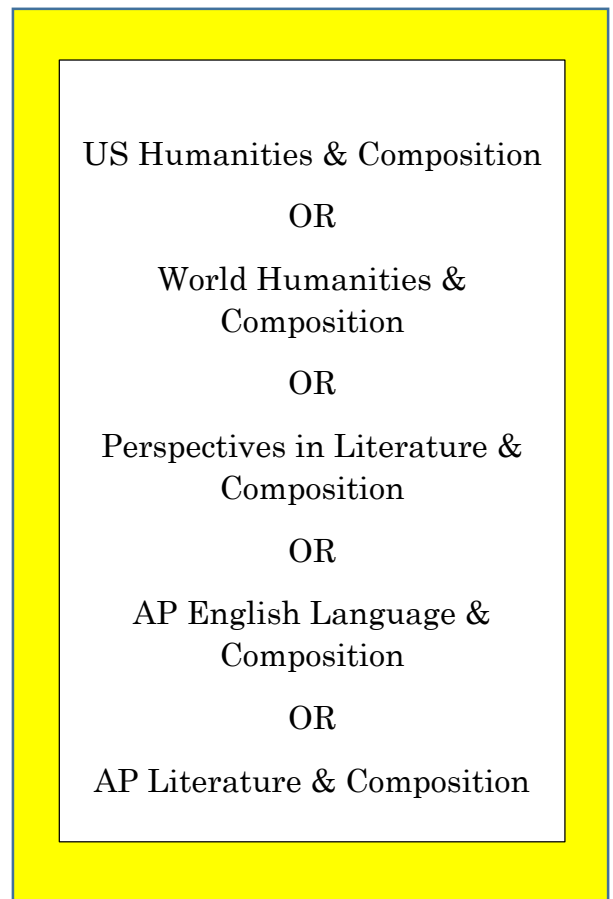 US Humanities & Composition
OR
World Humanities &
Composition
OR
Perspectives in Literature &
Composition
OR
AP English Language &
Composition
OR
AP Literature & Composition